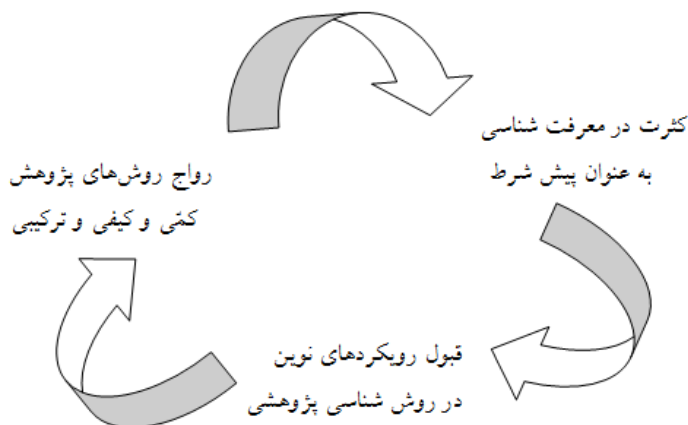 کثرت در معرفت شناسی
به عنوان پیش شرط
رواج روش‌های پژوهش
کمّی و کیفی و ترکیبی
قبول رویکردهای نوین
در روش شناسی پژوهشی